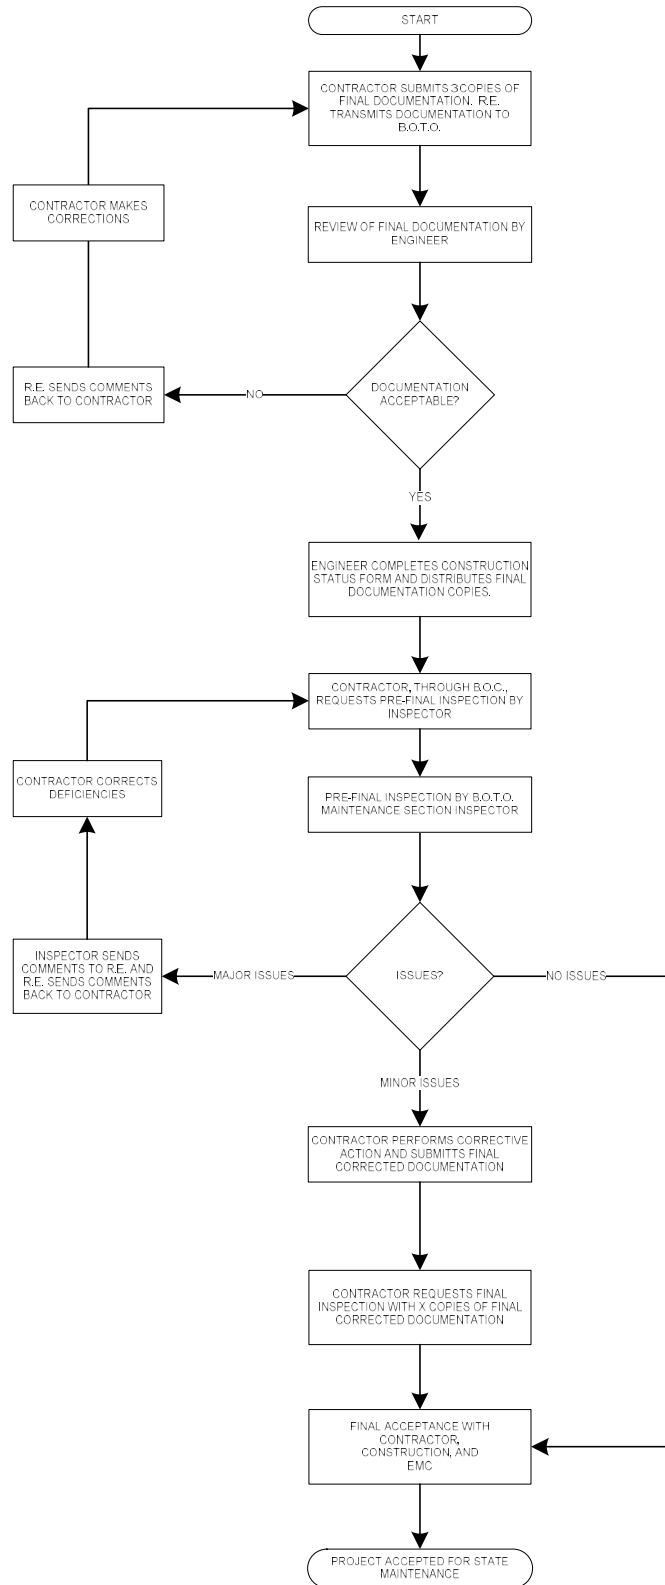 START
CONTRACTOR SUBMITS 3COPIES OF
FINAL DOCUMENTATION. R.E.
TRANSMITS DOCUMENTATION TO
B.O.T.O.
CONTRACTOR MAKES
CORRECTIONS
REVIEW OF FINAL DOCUMENTATION BY
ENGINEER
R.E. SENDS COMMENTS
BACK TO CONTRACTOR
NO
DOCUMENTATION
ACCEPTABLE?
YES
ENGINEER COMPLETES CONSTRUCTION
STATUS FORM AND DISTRIBUTES FINAL
DOCUMENTATION COPIES.
CONTRACTOR, THROUGH B.O.C.,
REQUESTS PRE-FINAL INSPECTION BY
INSPECTOR
CONTRACTOR CORRECTS
DEFICIENCIES
PRE-FINAL INSPECTION BY B.O.T.O.
MAINTENANCE SECTION INSPECTOR
INSPECTOR SENDS
COMMENTS TO R.E. AND
R.E. SENDS COMMENTS
BACK TO CONTRACTOR
MAJOR ISSUES
ISSUES?
NO ISSUES
MINOR ISSUES
CONTRACTOR PERFORMS CORRECTIVE
ACTION AND SUBMITTS FINAL
CORRECTED DOCUMENTATION
CONTRACTOR REQUESTS FINAL
INSPECTION WITH X COPIES OF FINAL
CORRECTED DOCUMENTATION
FINAL ACCEPTANCE WITH
CONTRACTOR,
CONSTRUCTION, AND
EMC
PROJECT ACCEPTED FOR STATE
MAINTENANCE